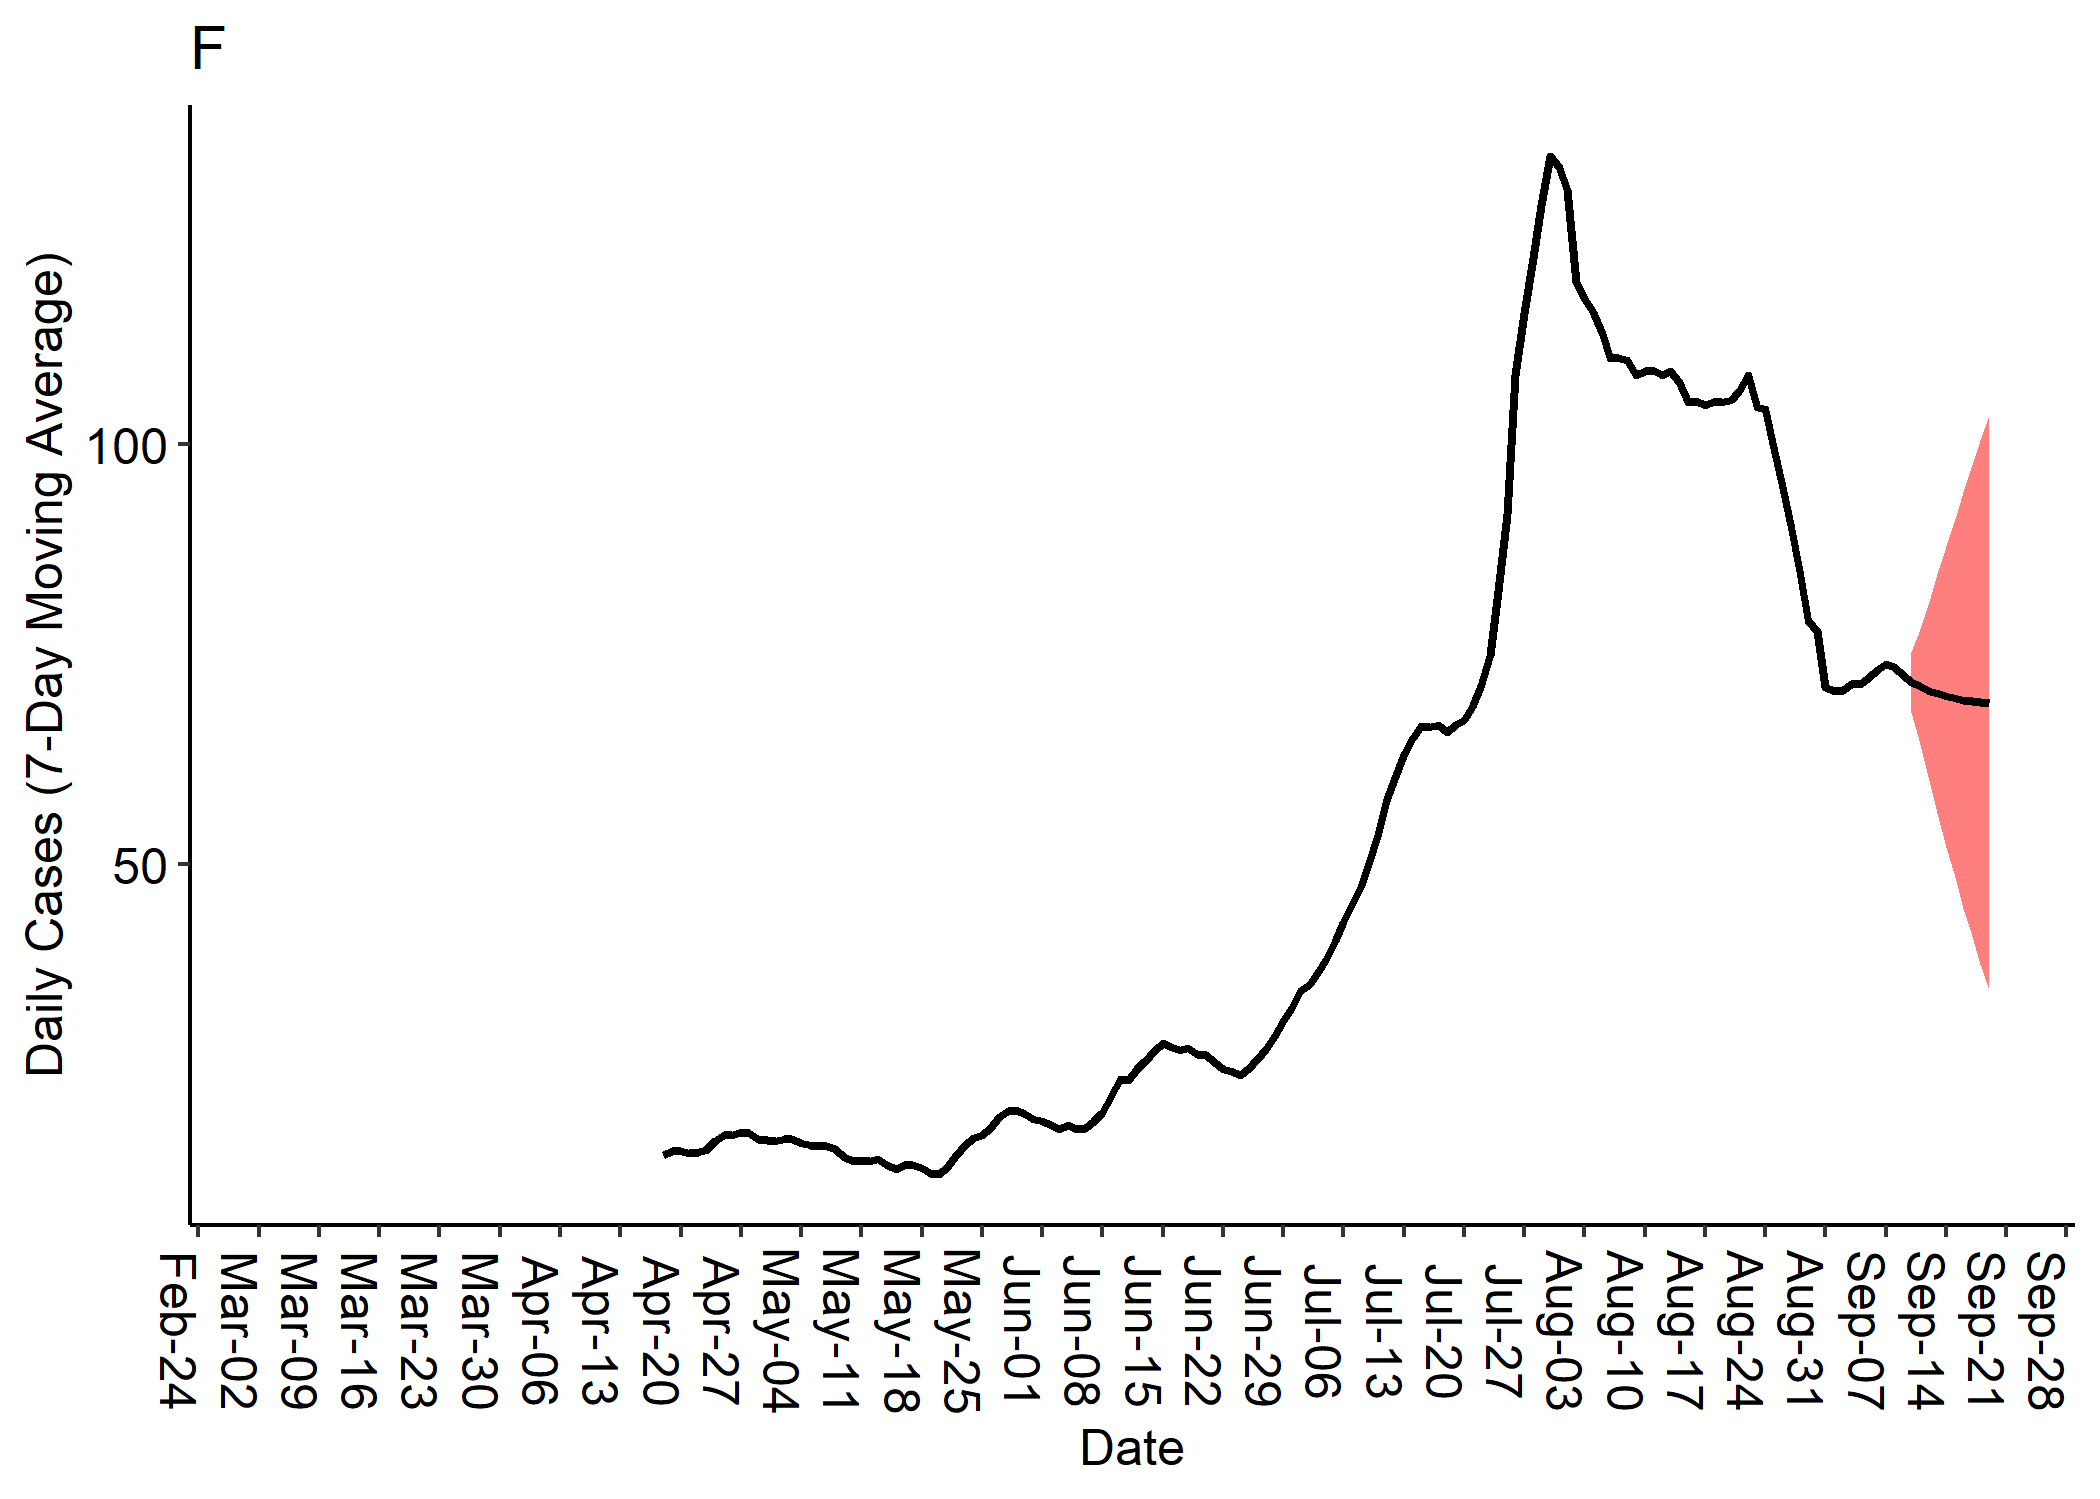 F
Daily Cases (7-Day Moving Average)
100
50
Feb-24
Mar-02
Mar-09
Mar-16
Mar-23
Mar-30
Apr-06
Apr-13
Apr-20
Apr-27
May-04
May-11
May-18
May-25
Jun-01
Jun-08
Jun-15
Jun-22
Jun-29
Jul-06
Jul-13
Jul-20
Jul-27
Aug-03
Aug-10
Aug-17
Aug-24
Aug-31
Sep-07
Sep-14
Sep-21
Sep-28
Date